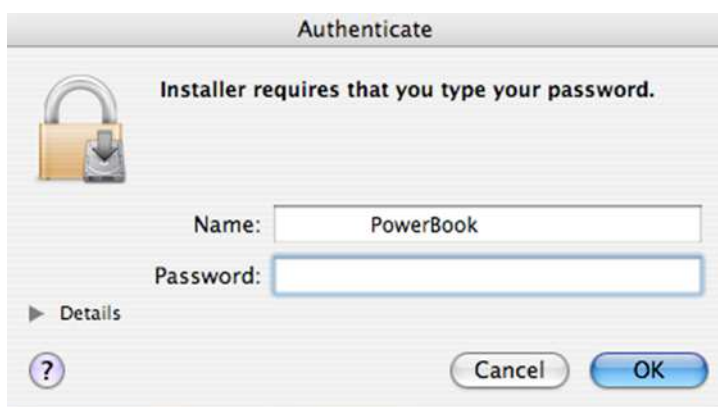 Authenticate
Installer requires that you type your password.
Name: PowerBook
Password:
Details
?
Cancel OK